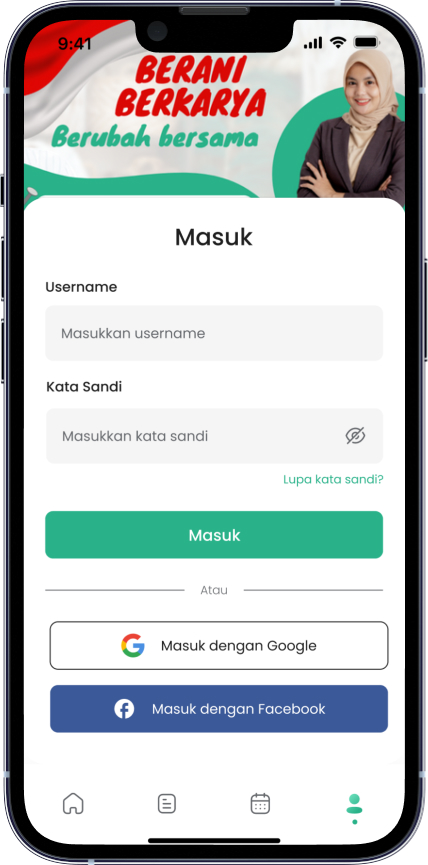 9:41
BERANI
BERKARYA
Berubah bersama
Masuk
Username
Masukkan username
Kata Sandi
Masukkan kata sandi
Lupa kata sandi?
Masuk
Atau
Masuk dengan Google
Masuk dengan Facebook